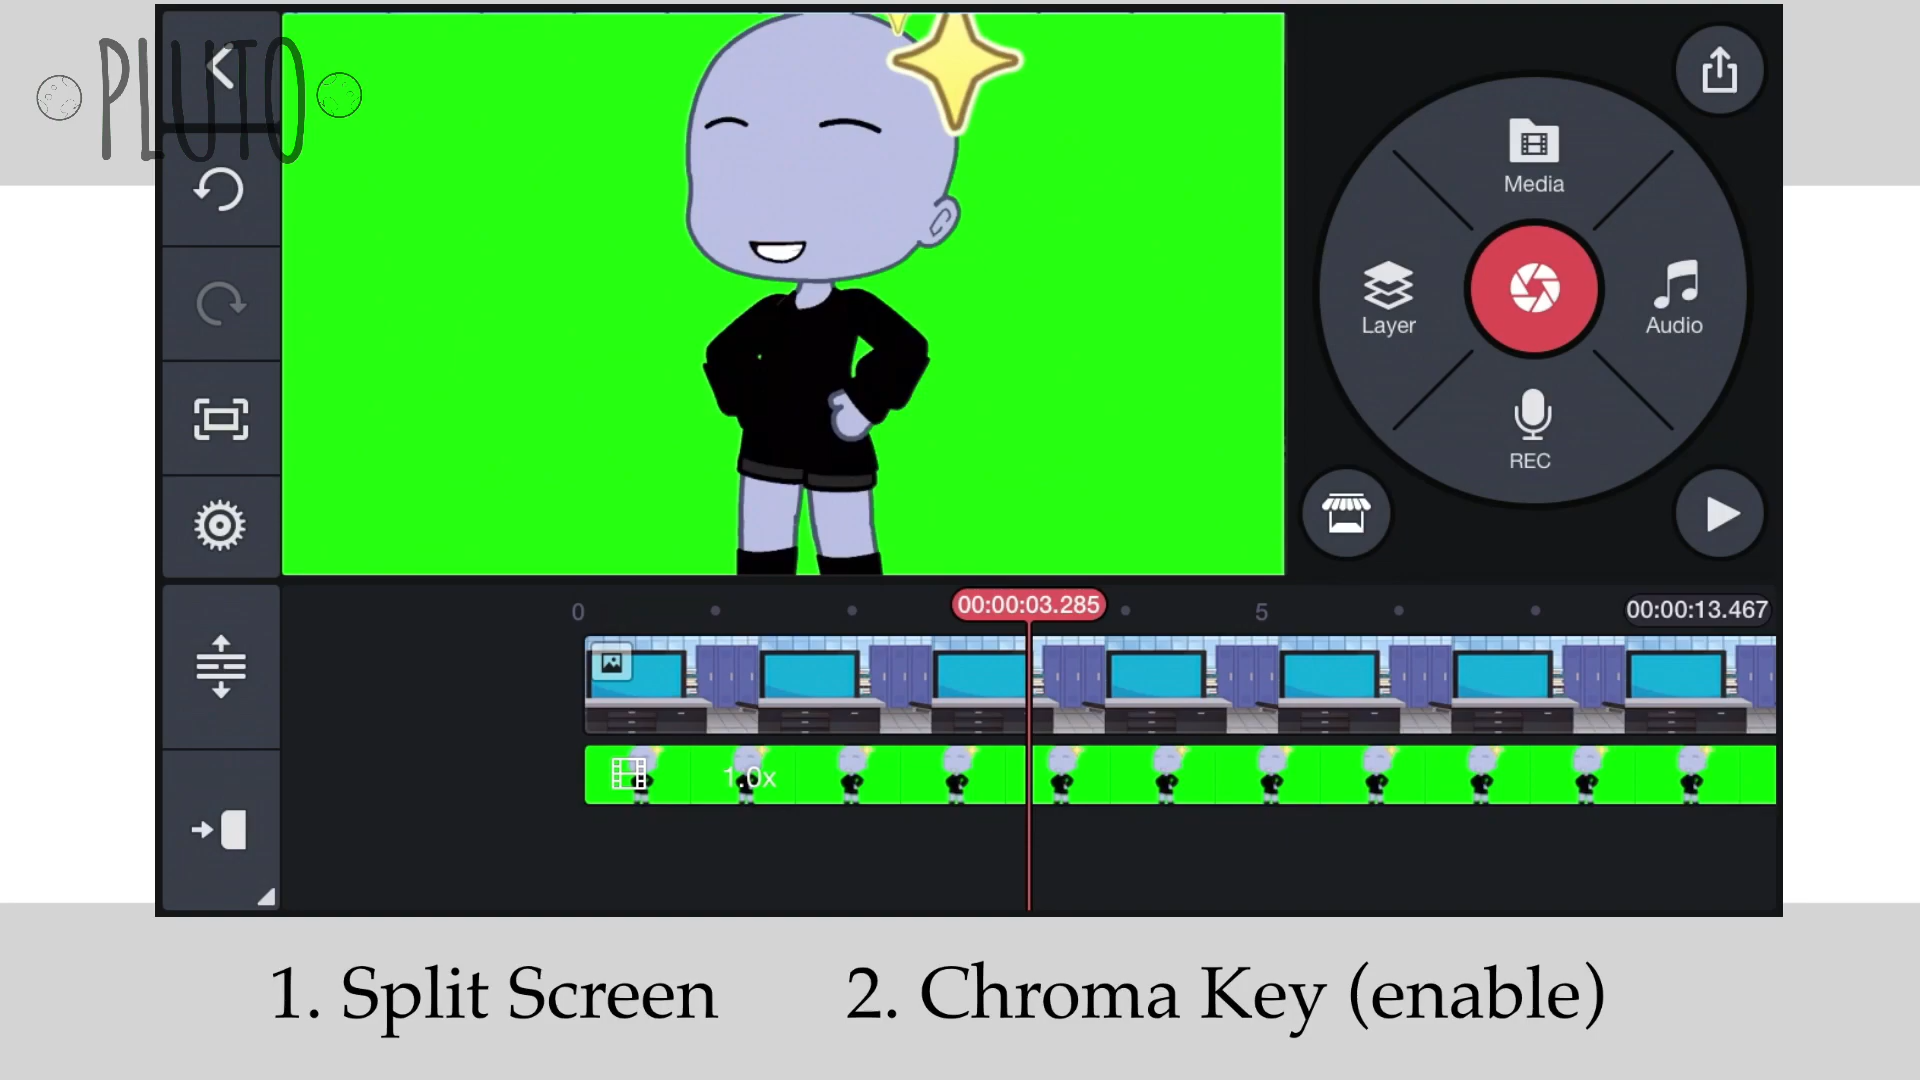 PLUTO
Media
Layer
Audio
REC
0
00:00:03.285
5
00:00:13.467
1.0x
1. Split Screen 2. Chroma Key (enable)